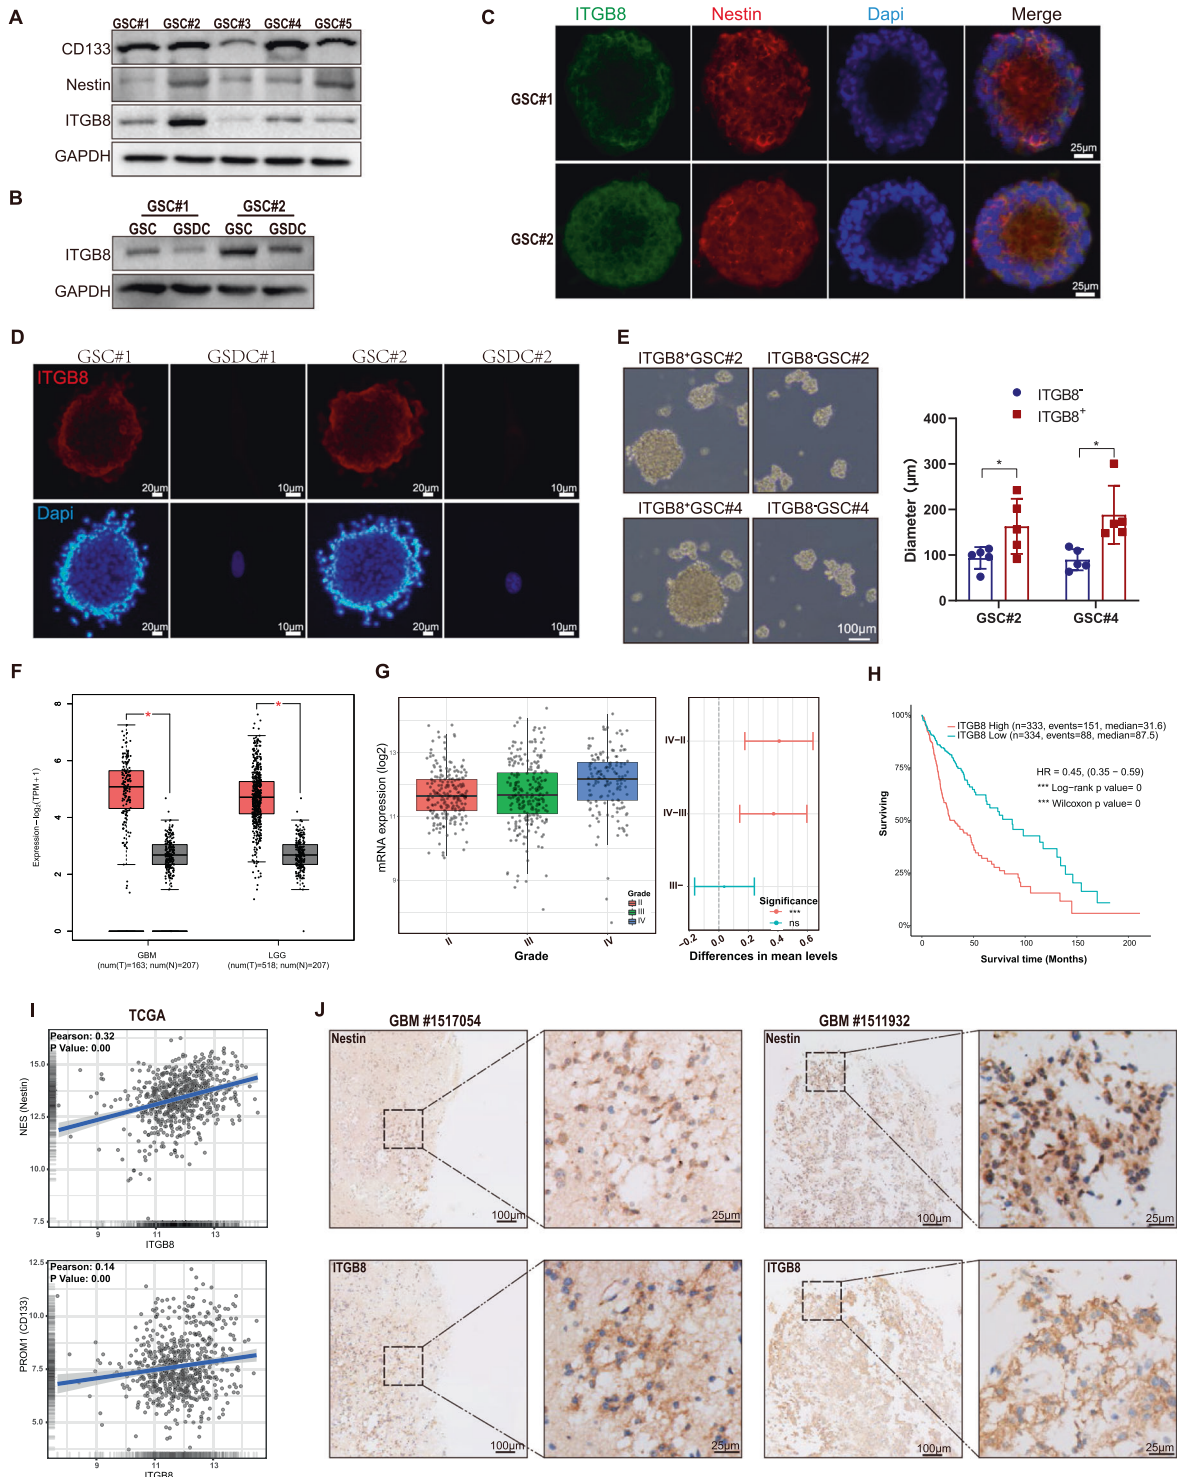 A
GSC#1 GSC#2 GSC#3 GSC#4 GSC#5
CD133
Nestin
ITGB8
GAPDH
B
GSC#1 GSC#2
GSC GSDC GSC GSDC
ITGB8
GAPDH
C
ITGB8 Nestin Dapi Merge
GSC#1
25μm
GSC#2
25μm
D
GSC#1 GSDC#1 GSC#2 GSDC#2
ITGB8
20μm 10μm 20μm 10μm
Dapi
20μm 10μm 20μm 10μm
E
ITGB8+GSC#2 ITGB8-GSC#2
ITGB8+GSC#4 ITGB8-GSC#4
100μm
ITGB8-
ITGB8+
Diameter (μm)
400
300
200
100
0
* *
GSC#2 GSC#4
F
Expression−log2(TPM+1)
8
6
4
2
0
* *
GBM
(num(T)=163; num(N)=207)
LGG
(num(T)=518; num(N)=207)
G
mRNA expression (log2)
13
11
9
Grade
II
III
IV
II III IV
Grade
IV−II
IV−III
III−
Significance
***
ns
−0.2 0.0 0.2 0.4 0.6
Differences in mean levels
H
ITGB8 High (n=333, events=151, median=31.6)
ITGB8 Low (n=334, events=88, median=87.5)
HR = 0.45, (0.35 − 0.59)
*** Log−rank p value= 0
*** Wilcoxon p value= 0
Surviving
100%
75%
50%
25%
0%
0 50 100 150 200
Survival time (Months)
I
TCGA
Pearson: 0.32
P Value: 0.00
NES (Nestin)
15.0
12.5
10.0
7.5
9 11 13
ITGB8
Pearson: 0.14
P Value: 0.00
PROM1 (CD133)
12.5
10.0
7.5
5.0
9 11 13
ITGB8
J
GBM #1517054 GBM #1511932
Nestin Nestin
100μm 25μm 100μm 25μm
ITGB8 ITGB8
100μm 25μm 100μm 25μm